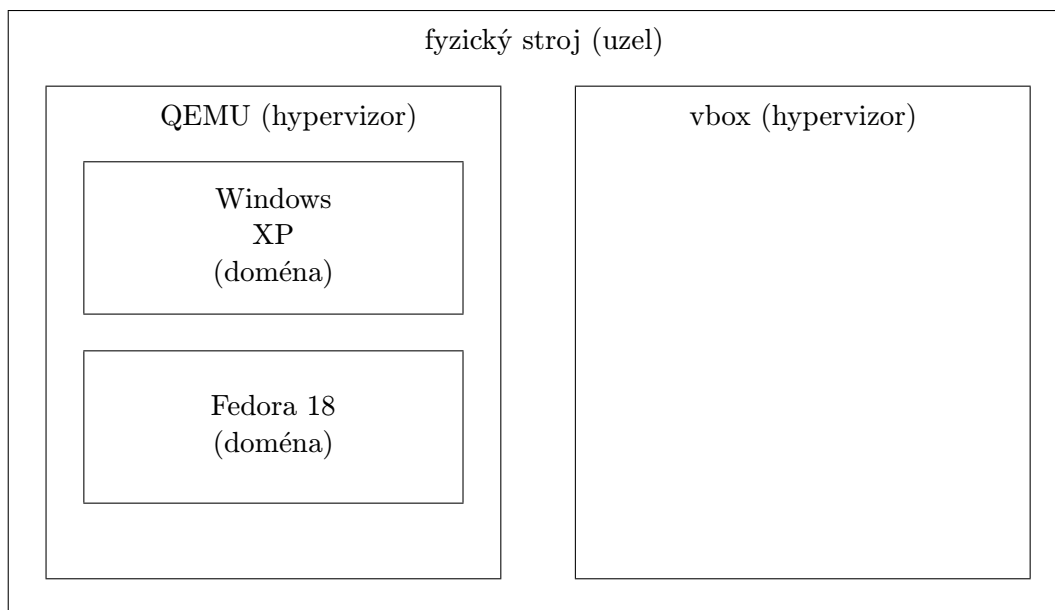 fyzický stroj (uzel)
QEMU (hypervizor)
Windows
XP
(doména)
Fedora 18
(doména)
vbox (hypervizor)